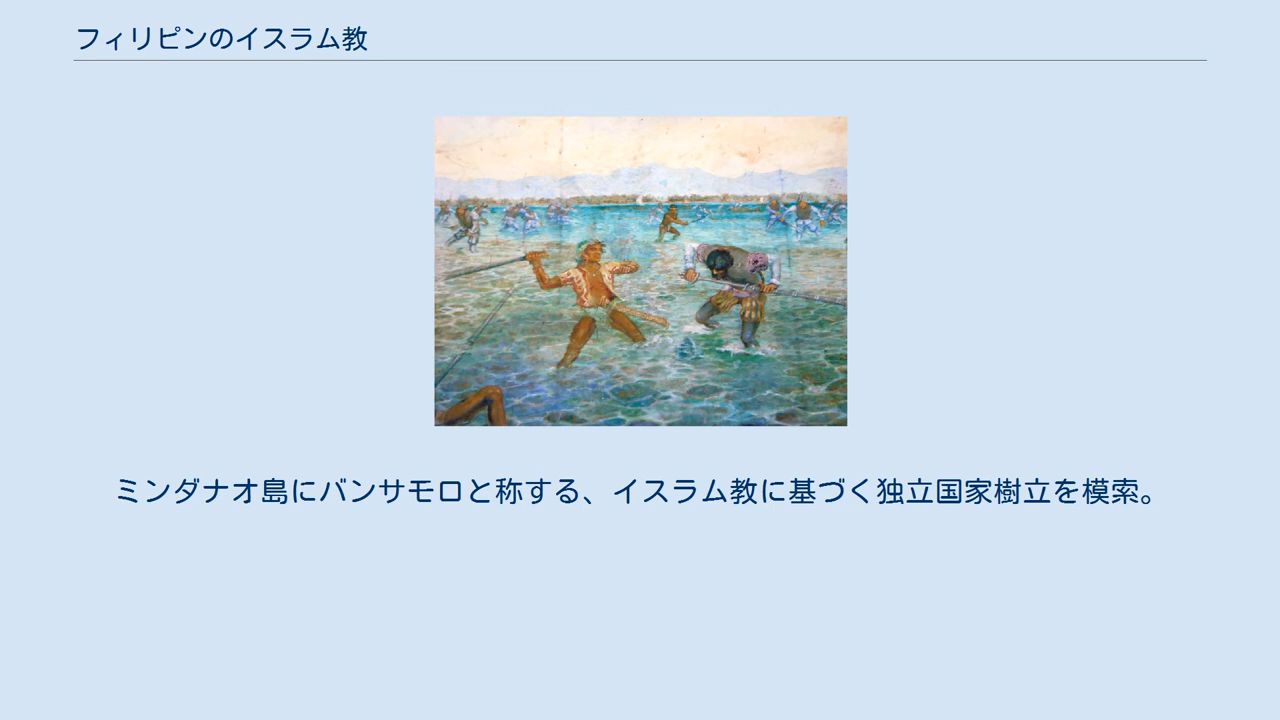 フィリピンのイスラム教
ミンダナオ島にバンサモロと称する、イスラム教に基づく独立国家樹立を模索。